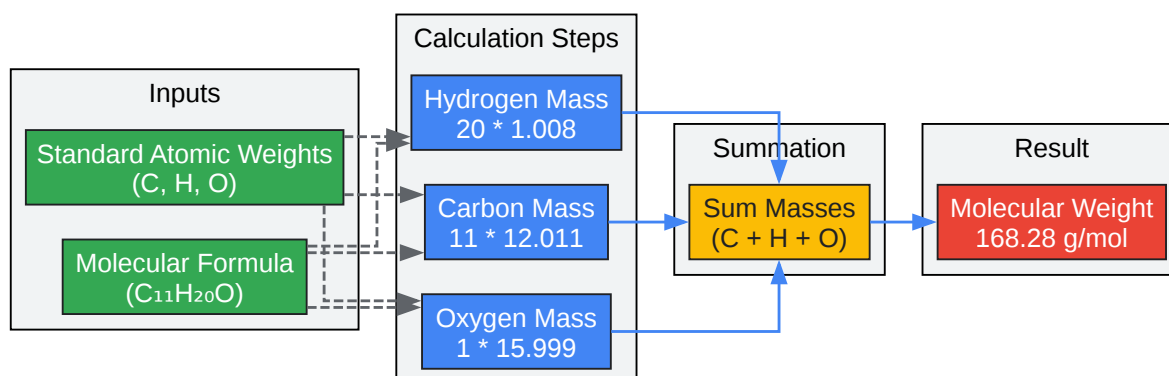 Inputs
Standard Atomic Weights
(C, H, O)
Molecular Formula
(C₁₁H₂₀O)
Calculation Steps
Hydrogen Mass
20 * 1.008
Carbon Mass
11 * 12.011
Oxygen Mass
1 * 15.999
Summation
Sum Masses
(C + H + O)
Result
Molecular Weight
168.28 g/mol